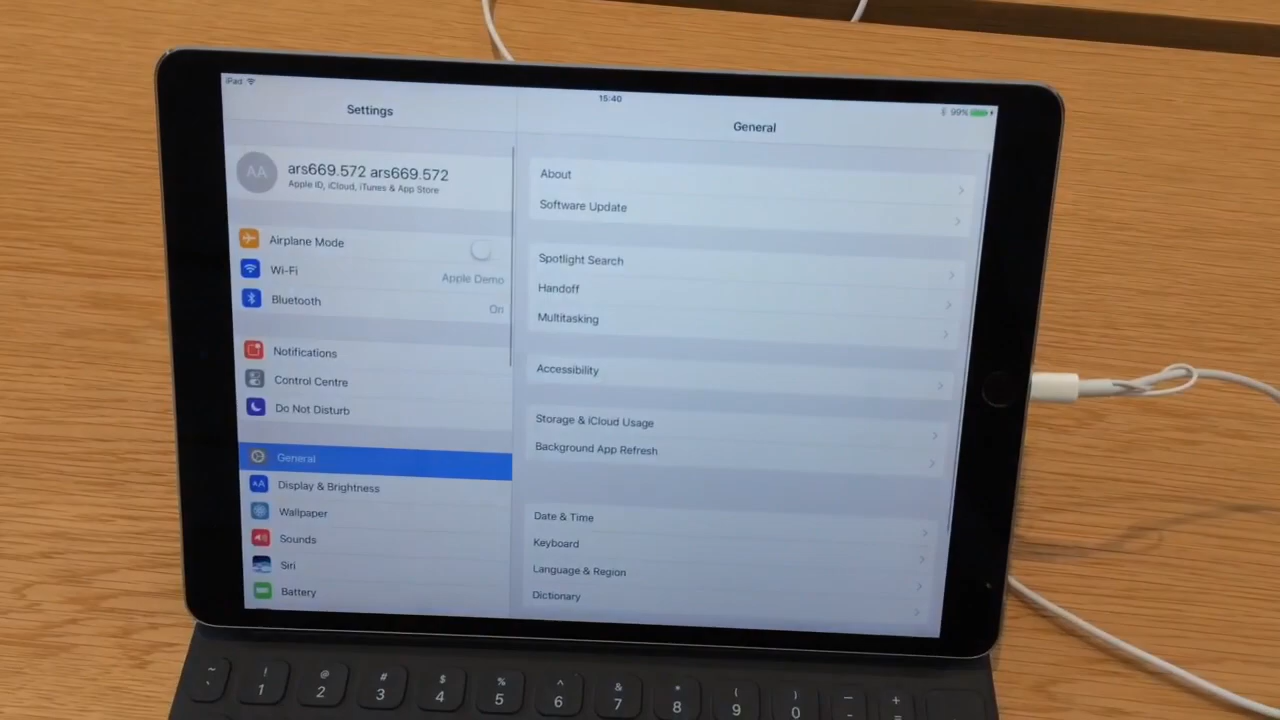 iPad
15:40
99%
Settings
General
AA
ars669.572 ars669.572
Apple ID, iCloud, iTunes & App Store
Airplane Mode
Wi-Fi
Apple Demo
Bluetooth
On
Notifications
Control Centre
Do Not Disturb
General
AA
Display & Brightness
Wallpaper
Sounds
Siri
Battery
About
Software Update
Spotlight Search
Handoff
Multitasking
Accessibility
Storage & iCloud Usage
Background App Refresh
Date & Time
Keyboard
Language & Region
Dictionary
~ ! @ # $ % ^ & * ( ) – +
` 1 2 3 4 5 6 7 8 9 0 - =